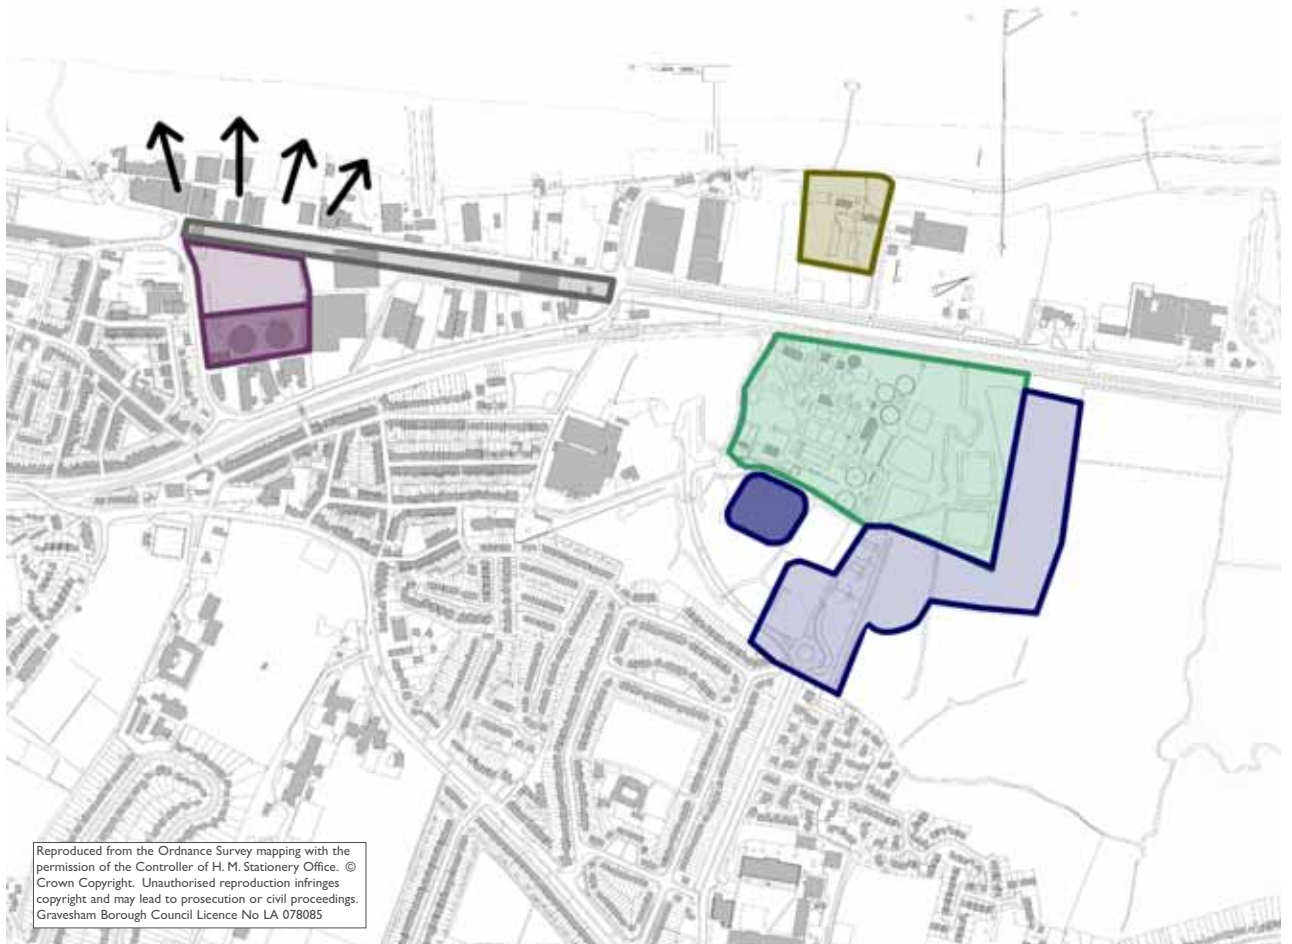 Reproduced from the Ordnance Survey mapping with the
permission of the Controller of H. M. Stationery Office. ©
Crown Copyright. Unauthorised reproduction infringes
copyright and may lead to prosecution or civil proceedings.
Gravesham Borough Council Licence No LA 078085